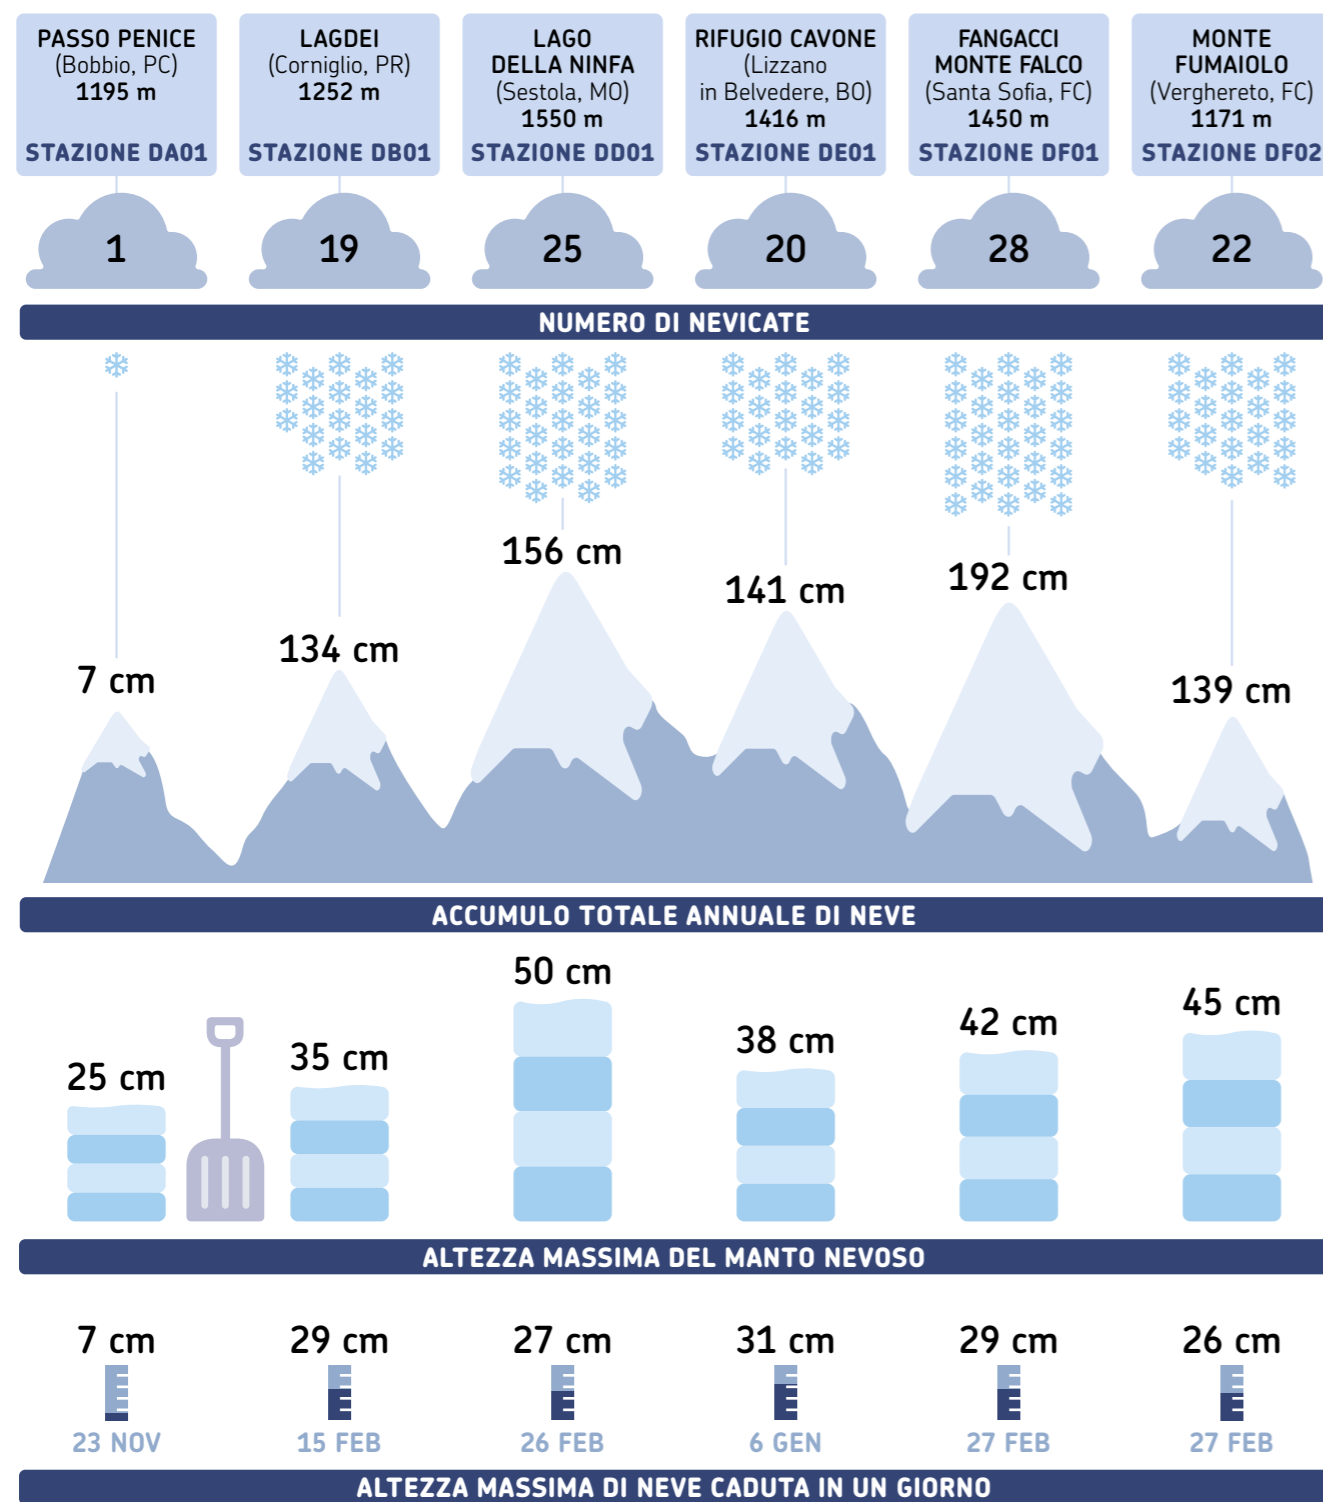 PASSO PENICE
(Bobbio, PC)
1195 m
STAZIONE DA01
LAGDEI
(Corniglio, PR)
1252 m
STAZIONE DB01
LAGO
DELLA NINFA
(Sestola, MO)
1550 m
STAZIONE DD01
RIFUGIO CAVONE
(Lizzano
in Belvedere, BO)
1416 m
STAZIONE DE01
FANGACCI
MONTE FALCO
(Santa Sofia, FC)
1450 m
STAZIONE DF01
MONTE
FUMAIOLO
(Verghereto, FC)
1171 m
STAZIONE DF02
1 19 25 20 28 22
NUMERO DI NEVICATE
7 cm 134 cm 156 cm 141 cm 192 cm 139 cm
ACCUMULO TOTALE ANNUALE DI NEVE
25 cm 35 cm 50 cm 38 cm 42 cm 45 cm
ALTEZZA MASSIMA DEL MANTO NEVOSO
7 cm 29 cm 27 cm 31 cm 29 cm 26 cm
23 NOV 15 FEB 26 FEB 6 GEN 27 FEB 27 FEB
ALTEZZA MASSIMA DI NEVE CADUTA IN UN GIORNO